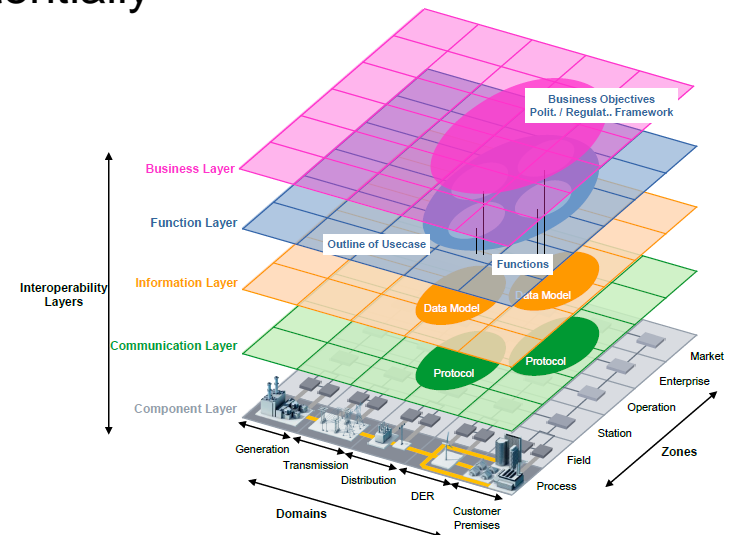 Business Objectives
Polit. / Regulat.. Framework
Business Layer
Function Layer
Outline of Usecase
Functions
Information Layer
Interoperability
Layers
Data Model
Data Model
Communication Layer
Protocol
Protocol
Component Layer
Market
Enterprise
Operation
Station
Field
Process
Zones
Generation
Transmission
Distribution
DER
Customer
Premises
Domains